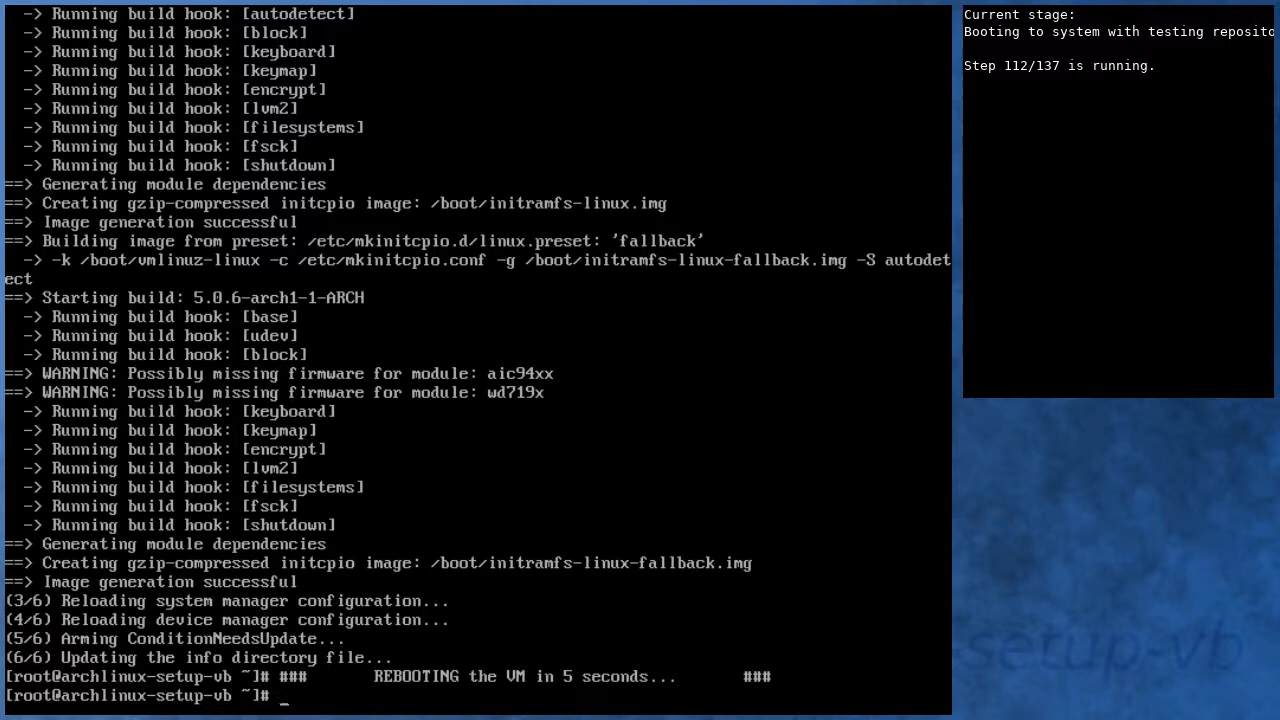 -> Running build hook: [autodetect]
  -> Running build hook: [block]
  -> Running build hook: [keyboard]
  -> Running build hook: [keymap]
  -> Running build hook: [encrypt]
  -> Running build hook: [lvm2]
  -> Running build hook: [filesystems]
  -> Running build hook: [fsck]
  -> Running build hook: [shutdown]
==> Generating module dependencies
==> Creating gzip-compressed initcpio image: /boot/initramfs-linux.img
==> Image generation successful
==> Building image from preset: /etc/mkinitcpio.d/linux.preset: 'fallback'
  -> -k /boot/vmlinuz-linux -c /etc/mkinitcpio.conf -g /boot/initramfs-linux-fallback.img -S autodet
ect
==> Starting build: 5.0.6-arch1-1-ARCH
  -> Running build hook: [base]
  -> Running build hook: [udev]
  -> Running build hook: [block]
==> WARNING: Possibly missing firmware for module: aic94xx
==> WARNING: Possibly missing firmware for module: wd719x
  -> Running build hook: [keyboard]
  -> Running build hook: [keymap]
  -> Running build hook: [encrypt]
  -> Running build hook: [lvm2]
  -> Running build hook: [filesystems]
  -> Running build hook: [fsck]
  -> Running build hook: [shutdown]
==> Generating module dependencies
==> Creating gzip-compressed initcpio image: /boot/initramfs-linux-fallback.img
==> Image generation successful
(3/6) Reloading system manager configuration...
(4/6) Reloading device manager configuration...
(5/6) Arming ConditionNeedsUpdate...
(6/6) Updating the info directory file...
[root@archlinux-setup-vb ~]# ###       REBOOTING the VM in 5 seconds...       ###
[root@archlinux-setup-vb ~]# _
Current stage:
Booting to system with testing reposito
Step 112/137 is running.
-setup-vb